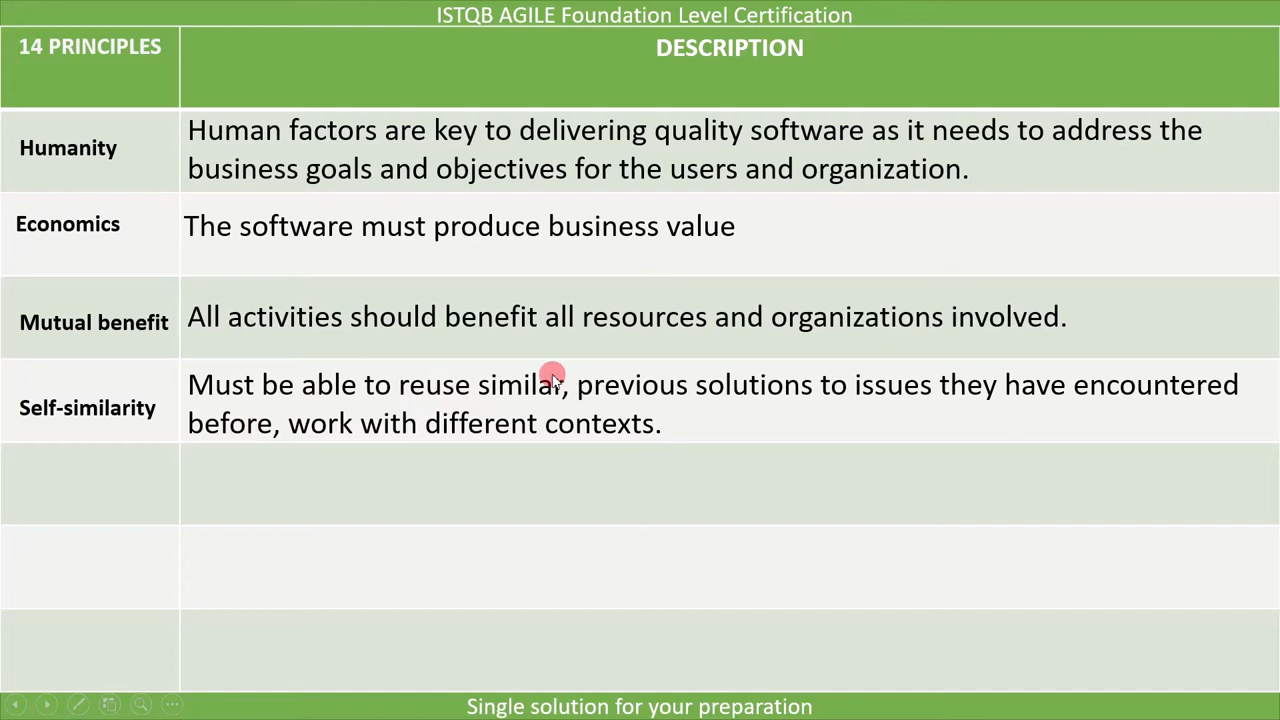 ISTQB AGILE Foundation Level Certification
14 PRINCIPLES
DESCRIPTION
Humanity
Human factors are key to delivering quality software as it needs to address the
business goals and objectives for the users and organization.
Economics
The software must produce business value
Mutual benefit
All activities should benefit all resources and organizations involved.
Self-similarity
Must be able to reuse similar, previous solutions to issues they have encountered
before, work with different contexts.
Single solution for your preparation